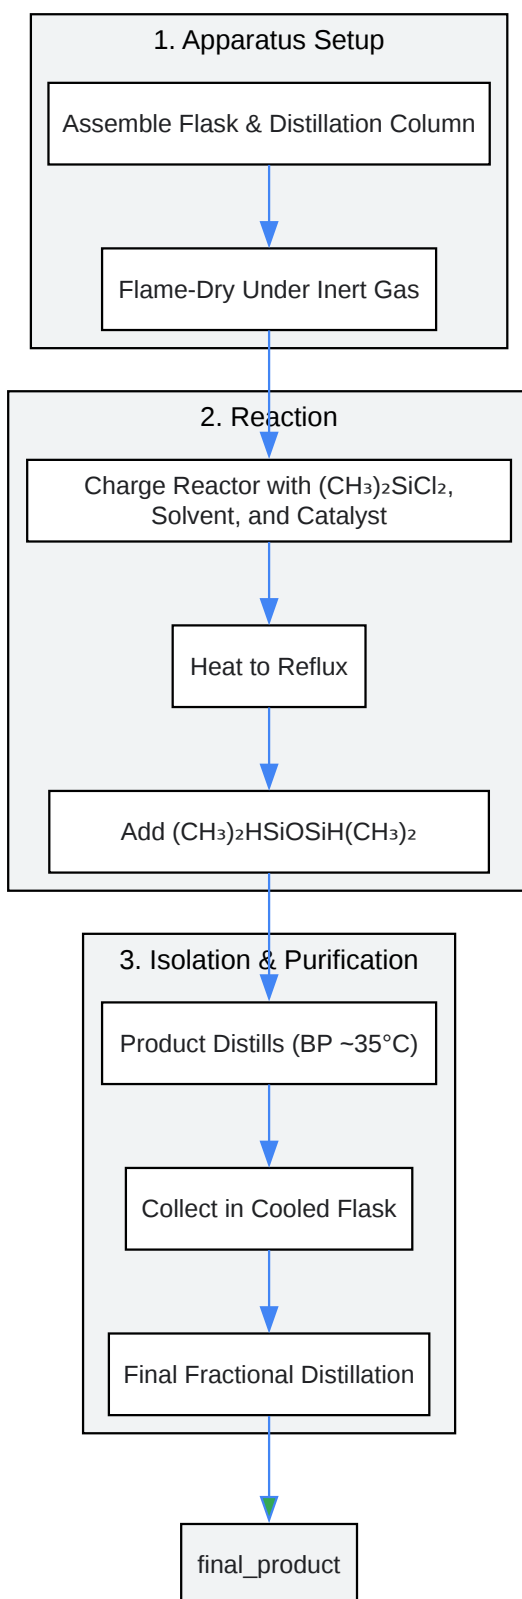 1. Apparatus Setup
Assemble Flask & Distillation Column
Flame-Dry Under Inert Gas
2. Reaction
Charge Reactor with (CH₃)₂SiCl₂,
Solvent, and Catalyst
Heat to Reflux
Add (CH₃)₂HSiOSiH(CH₃)₂
3. Isolation & Purification
Product Distills (BP ~35°C)
Collect in Cooled Flask
Final Fractional Distillation
final_product